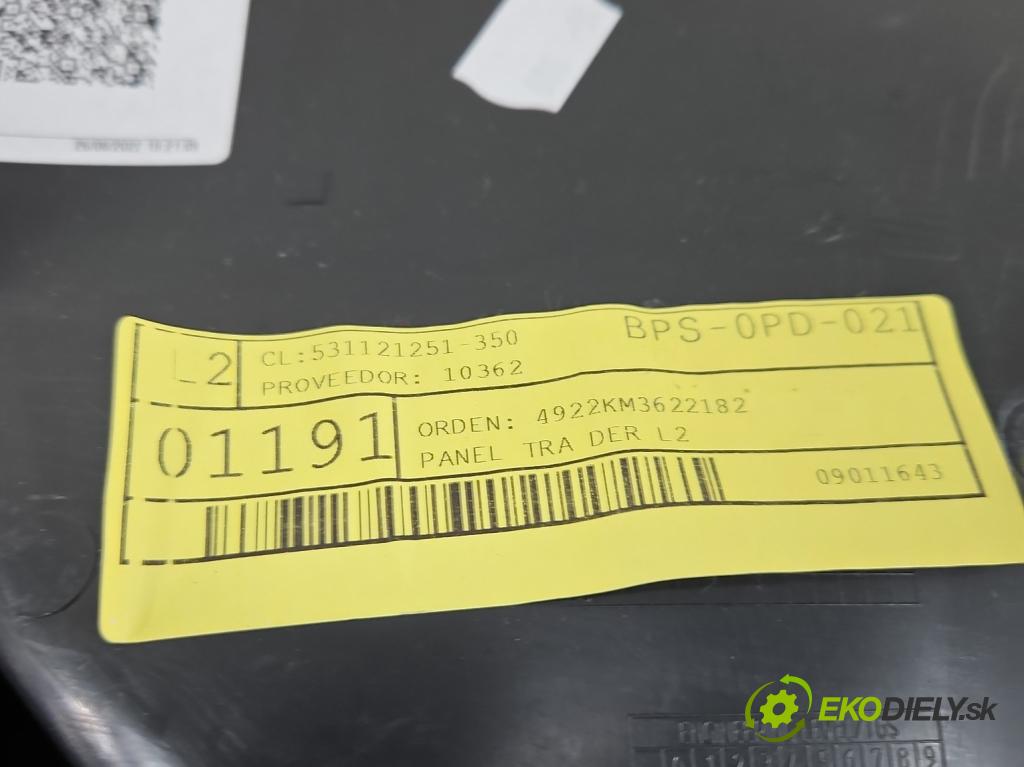 L2
CL:531121251-350
PROVEEDOR: 10362
BPS-0PD-021
01191
ORDEN: 4922KM3622182
PANEL TRA DER L2
09011643
EKODIELY.sk